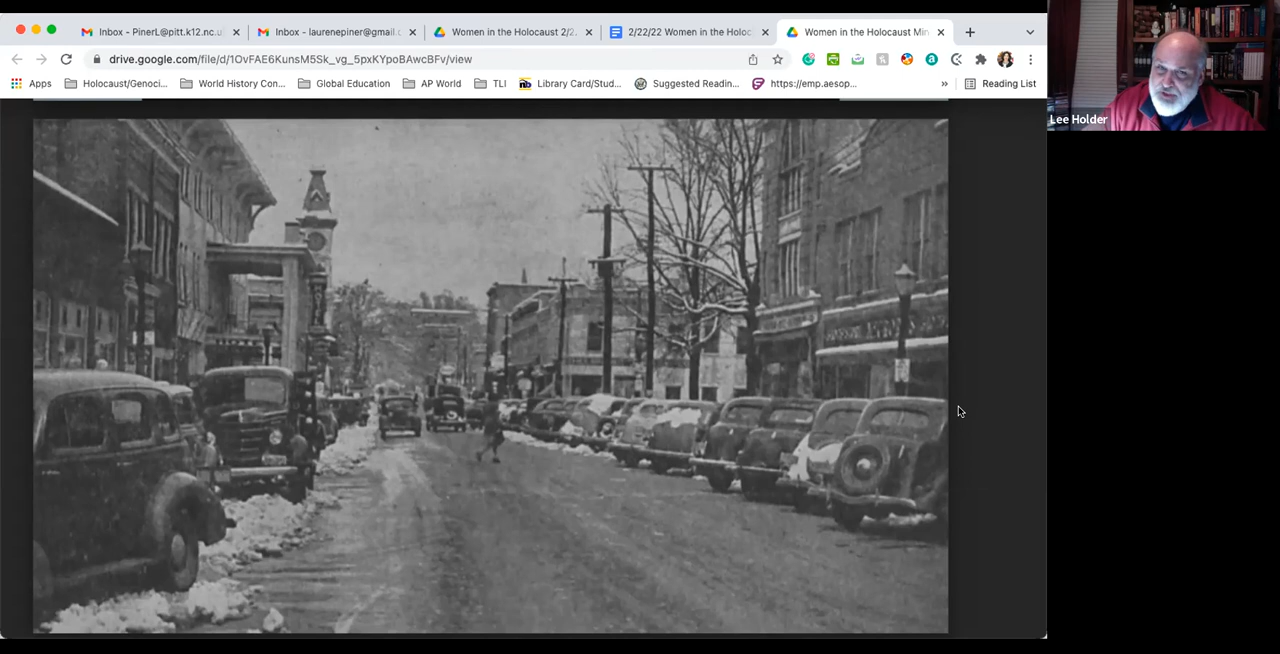 Inbox - PinerL@pitt.k12.nc.u
Inbox - laurenepiner@gmail.
Women in the Holocaust 2/2
2/22/22 Women in the Holoc
Women in the Holocaust Min
drive.google.com/file/d/1OvFAE6KunsM5Sk_vg_5pxKYpoBAwcBFv/view
Apps
Holocaust/Genoci...
World History Con...
Global Education
AP World
TLI
nb
Library Card/Stud...
Suggested Readin...
https://emp.aesop...
»
Reading List
Lee Holder